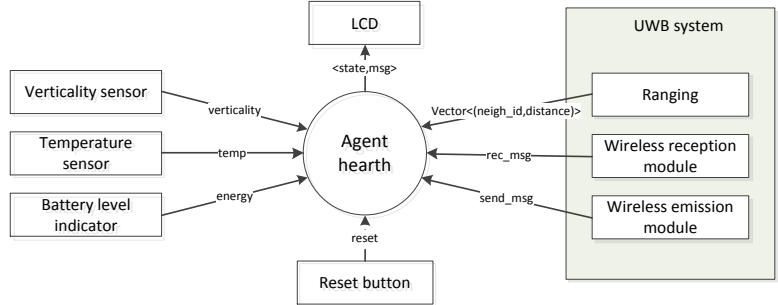 LCD
UWB system
<state,msg>
Verticality sensor
verticality
Ranging
Vector<(neigh_id,distance)>
Agent
hearth
Temperature
sensor
temp
Wireless reception
module
rec_msg
Battery level
indicator
energy
Wireless emission
module
send_msg
reset
Reset button